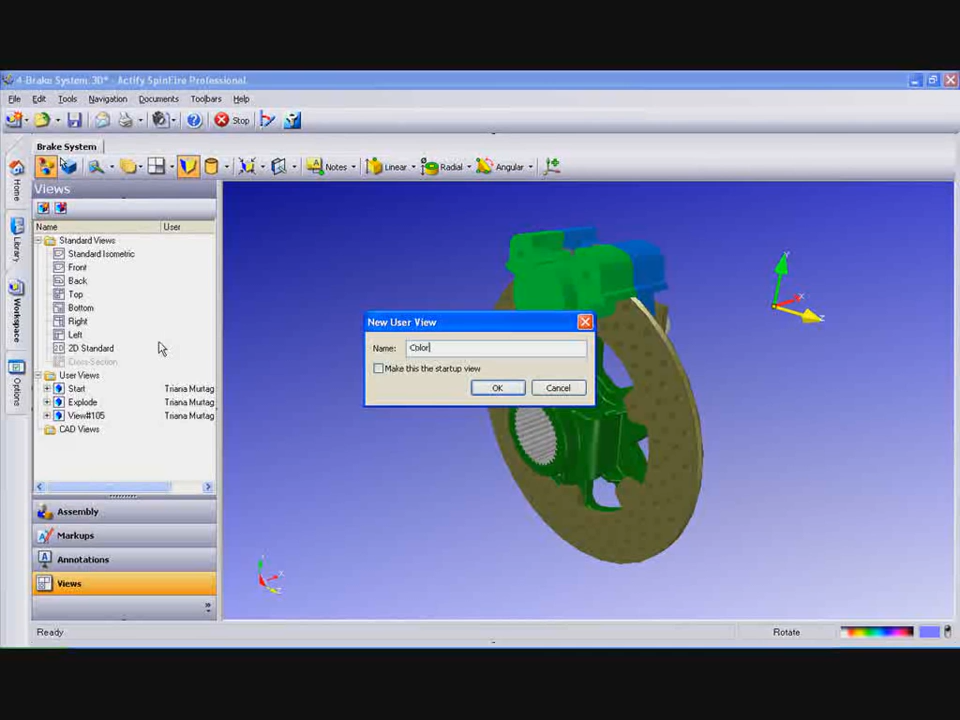 4-Brake System.3D* - Actify SpinFire Professional
File Edit Tools Navigation Documents Toolbars Help
Stop
Brake System
Notes Linear Radial Angular
Views
Name User
Standard Views
Standard Isometric
Front
Back
Top
Bottom
Right
Left
2D Standard
Cross-Section
User Views
Start Triana Murtag
Explode Triana Murtag
View#105 Triana Murtag
CAD Views
Home
Library
Workspace
Options
New User View
Name: Color
Make this the startup view
OK Cancel
Y
X
Z
Assembly
Markups
Annotations
Views
X
Ready Rotate